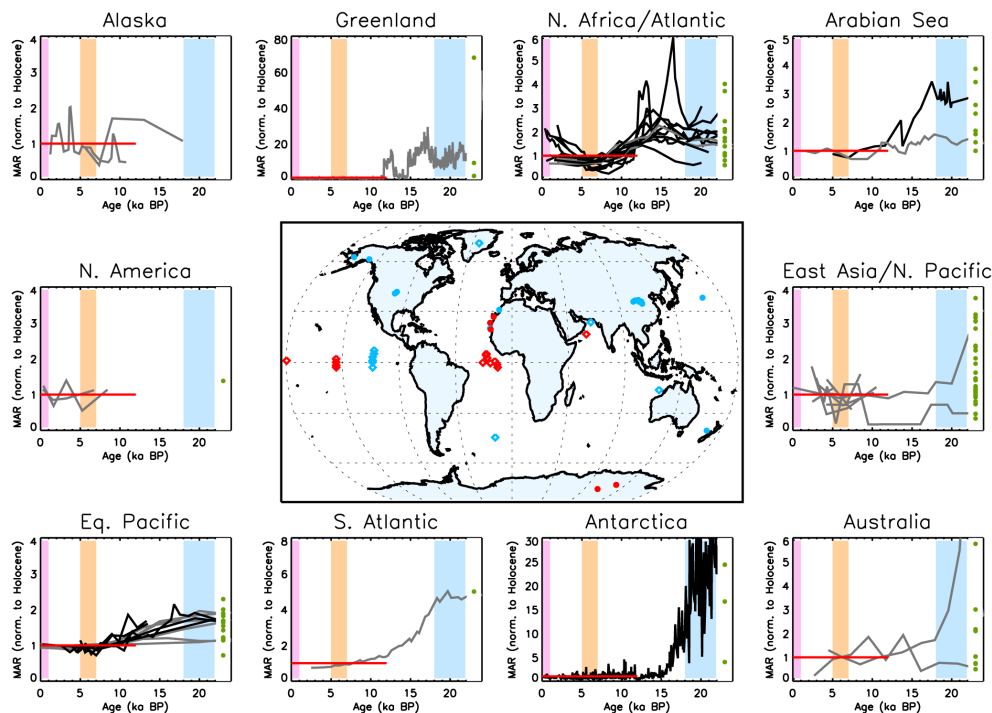 Alaska
MAR (norm. to Holocene)
4
3
2
1
0
0 5 10 15 20
Age (ka BP)
Greenland
MAR (norm. to Holocene)
80
60
40
20
0
0 5 10 15 20
Age (ka BP)
N. Africa/Atlantic
MAR (norm. to Holocene)
6
5
4
3
2
1
0
0 5 10 15 20
Age (ka BP)
Arabian Sea
MAR (norm. to Holocene)
5
4
3
2
1
0
0 5 10 15 20
Age (ka BP)
N. America
MAR (norm. to Holocene)
4
3
2
1
0
0 5 10 15 20
Age (ka BP)
East Asia/N. Pacific
MAR (norm. to Holocene)
4
3
2
1
0
0 5 10 15 20
Age (ka BP)
Eq. Pacific
MAR (norm. to Holocene)
4
3
2
1
0
0 5 10 15 20
Age (ka BP)
S. Atlantic
MAR (norm. to Holocene)
8
6
4
2
0
0 5 10 15 20
Age (ka BP)
Antarctica
MAR (norm. to Holocene)
30
25
20
15
10
5
0
0 5 10 15 20
Age (ka BP)
Australia
MAR (norm. to Holocene)
6
5
4
3
2
1
0
0 5 10 15 20
Age (ka BP)